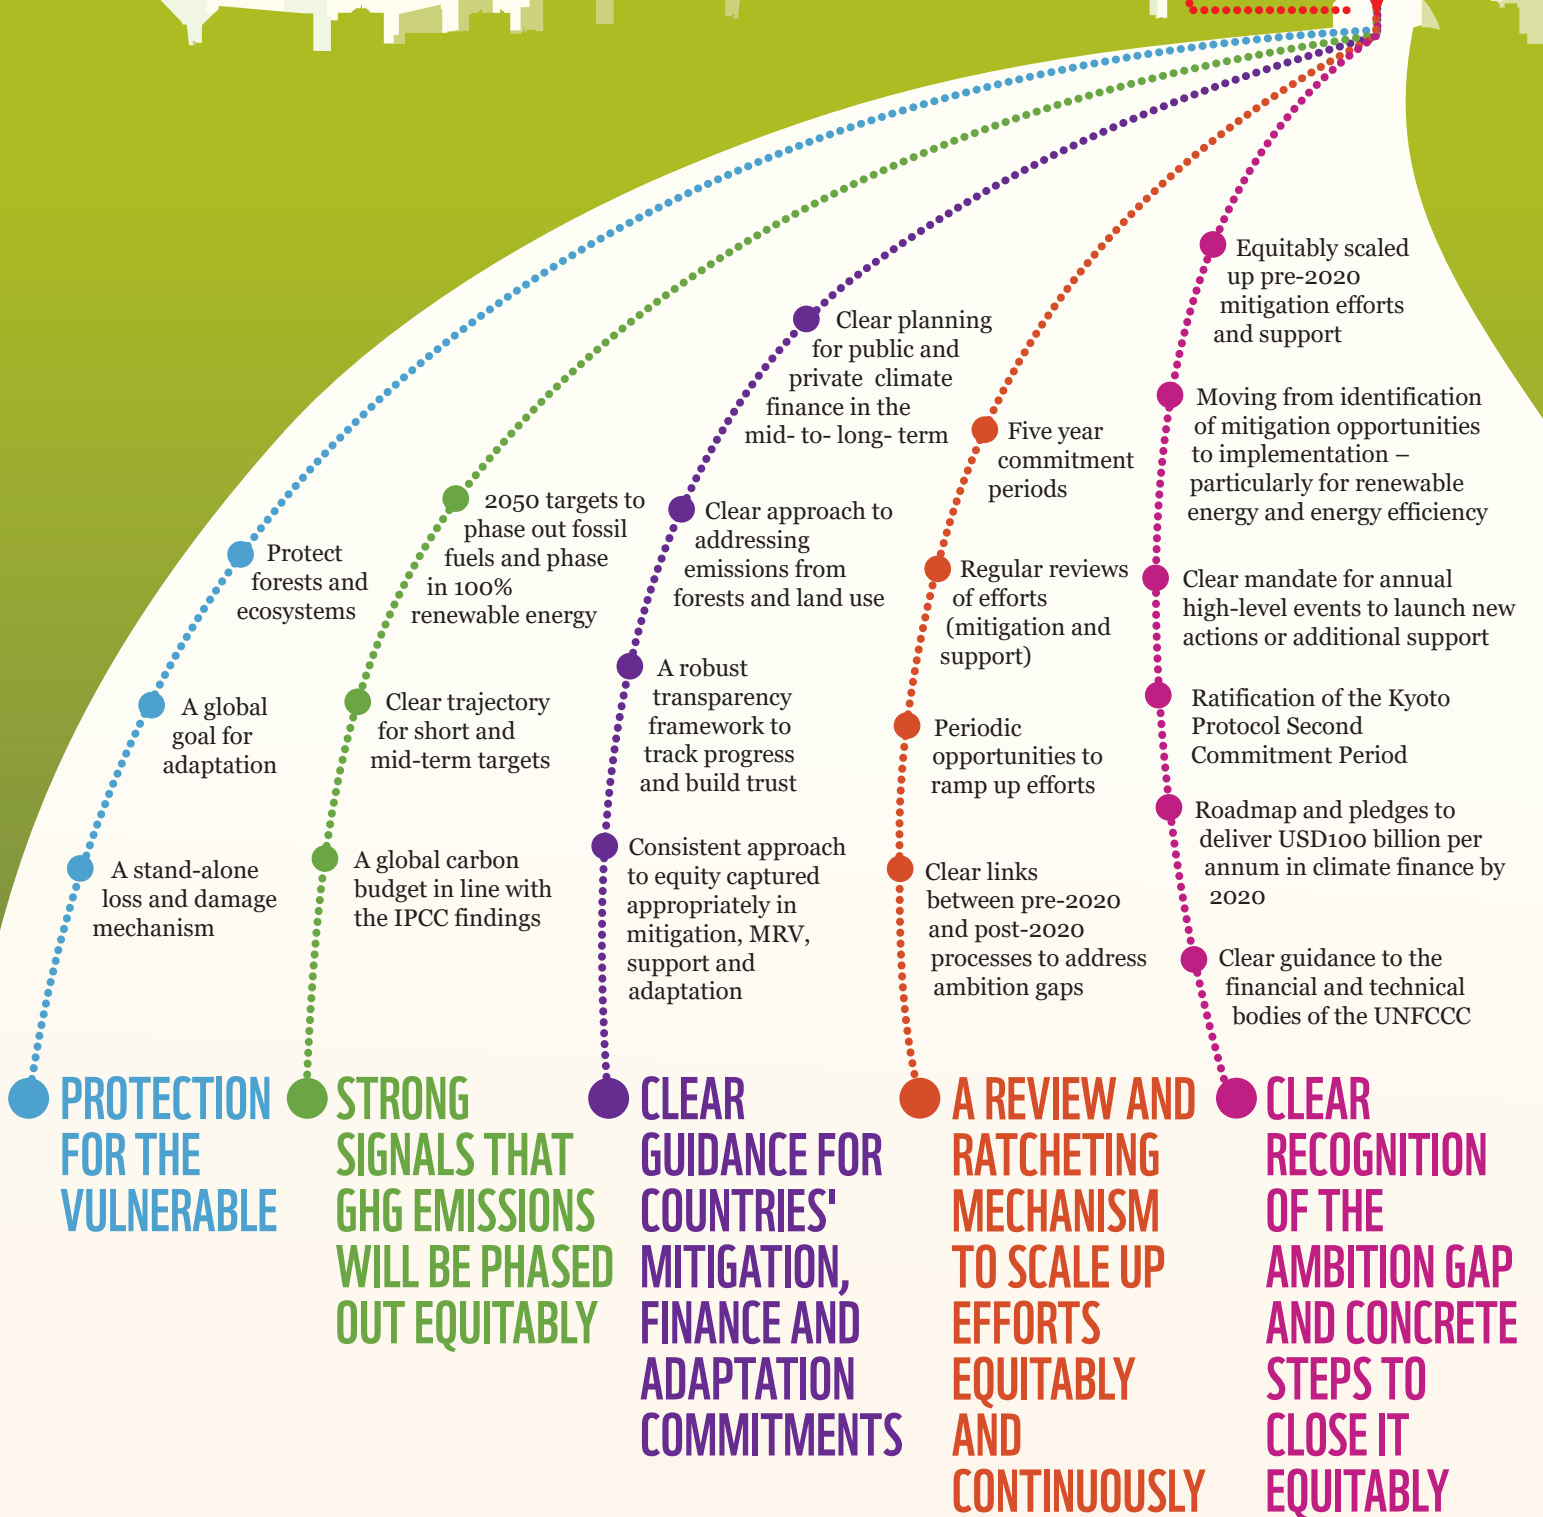 Protect
forests and
ecosystems
A global
goal for
adaptation
A stand-alone
loss and damage
mechanism
PROTECTION
FOR THE
VULNERABLE
2050 targets to
phase out fossil
fuels and phase
in 100%
renewable energy
Clear trajectory
for short and
mid-term targets
A global carbon
budget in line with
the IPCC findings
STRONG
SIGNALS THAT
GHG EMISSIONS
WILL BE PHASED
OUT EQUITABLY
Clear planning
for public and
private climate
finance in the
mid- to- long- term
Clear approach to
addressing
emissions from
forests and land use
A robust
transparency
framework to
track progress
and build trust
Consistent approach
to equity captured
appropriately in
mitigation, MRV,
support and
adaptation
CLEAR
GUIDANCE FOR
COUNTRIES'
MITIGATION,
FINANCE AND
ADAPTATION
COMMITMENTS
Five year
commitment
periods
Regular reviews
of efforts
(mitigation and
support)
Periodic
opportunities to
ramp up efforts
Clear links
between pre-2020
and post-2020
processes to address
ambition gaps
A REVIEW AND
RATCHETING
MECHANISM
TO SCALE UP
EFFORTS
EQUITABLY
AND
CONTINUOUSLY
Equitably scaled
up pre-2020
mitigation efforts
and support
Moving from identification
of mitigation opportunities
to implementation –
particularly for renewable
energy and energy efficiency
Clear mandate for annual
high-level events to launch new
actions or additional support
Ratification of the Kyoto
Protocol Second
Commitment Period
Roadmap and pledges to
deliver USD100 billion per
annum in climate finance by
2020
Clear guidance to the
financial and technical
bodies of the UNFCCC
CLEAR
RECOGNITION
OF THE
AMBITION GAP
AND CONCRETE
STEPS TO
CLOSE IT
EQUITABLY